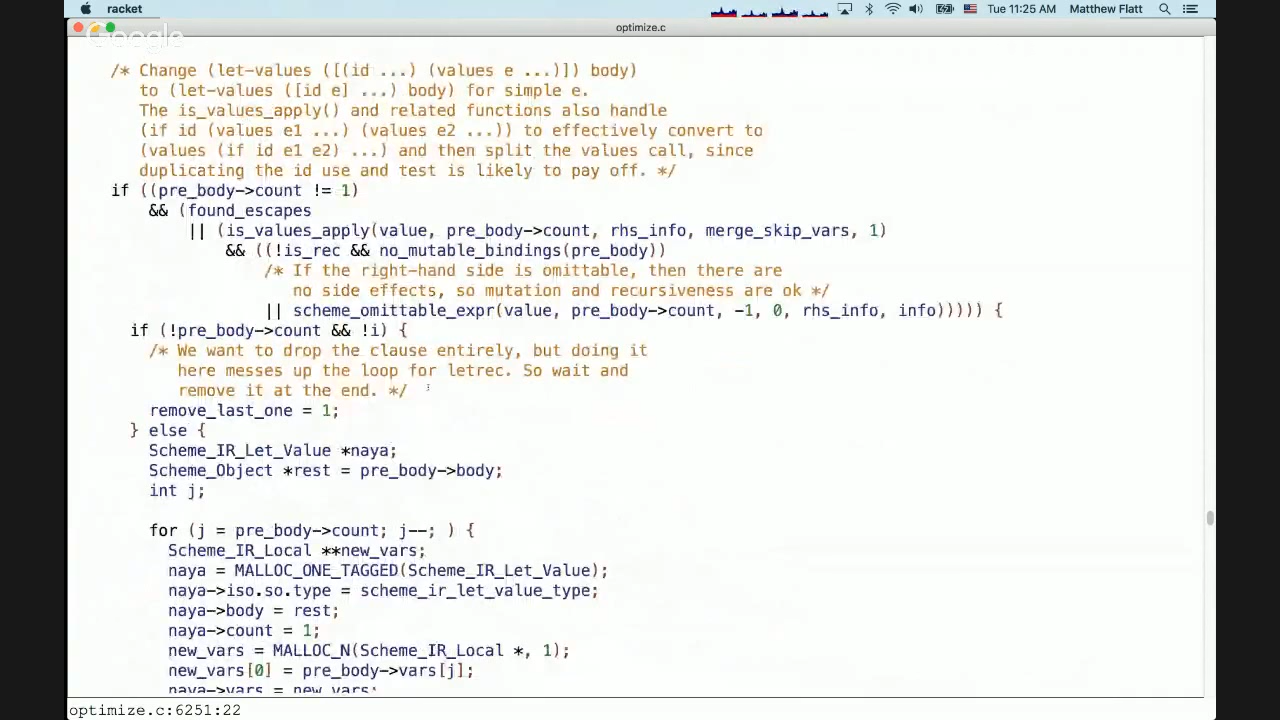 racket
Tue 11:25 AM Matthew Flatt
optimize.c
Google
/* Change (let-values ([(id ...) (values e ...)]) body)
to (let-values ([id e] ...) body) for simple e.
The is_values_apply() and related functions also handle
(if id (values e1 ...) (values e2 ...)) to effectively convert to
(values (if id e1 e2) ...) and then split the values call, since
duplicating the id use and test is likely to pay off. */
if ((pre_body->count != 1)
&& (found_escapes
|| (is_values_apply(value, pre_body->count, rhs_info, merge_skip_vars, 1)
&& ((!is_rec && no_mutable_bindings(pre_body))
/* If the right-hand side is omittable, then there are
no side effects, so mutation and recursiveness are ok */
|| scheme_omittable_expr(value, pre_body->count, -1, 0, rhs_info, info))))) {
if (!pre_body->count && !i) {
/* We want to drop the clause entirely, but doing it
here messes up the loop for letrec. So wait and
remove it at the end. */
remove_last_one = 1;
} else {
Scheme_IR_Let_Value *naya;
Scheme_Object *rest = pre_body->body;
int j;
for (j = pre_body->count; j--; ) {
Scheme_IR_Local **new_vars;
naya = MALLOC_ONE_TAGGED(Scheme_IR_Let_Value);
naya->iso.so.type = scheme_ir_let_value_type;
naya->body = rest;
naya->count = 1;
new_vars = MALLOC_N(Scheme_IR_Local *, 1);
new_vars[0] = pre_body->vars[j];
naya->vars = new_vars;
optimize.c:6251:22